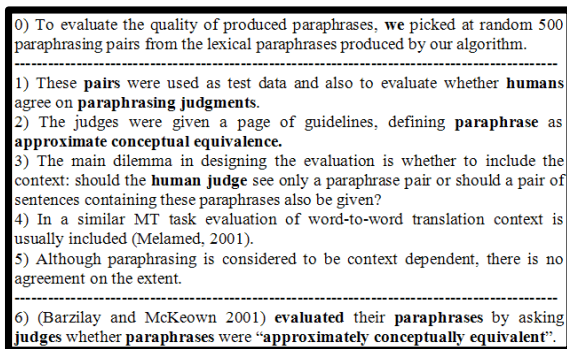 0) To evaluate the quality of produced paraphrases, we picked at random 500
paraphrasing pairs from the lexical paraphrases produced by our algorithm.
------------------------------------------------------------
1) These pairs were used as test data and also to evaluate whether humans
agree on paraphrasing judgments.
2) The judges were given a page of guidelines, defining paraphrase as
approximate conceptual equivalence.
3) The main dilemma in designing the evaluation is whether to include the
context: should the human judge see only a paraphrase pair or should a pair of
sentences containing these paraphrases also be given?
4) In a similar MT task evaluation of word-to-word translation context is
usually included (Melamed, 2001).
5) Although paraphrasing is considered to be context dependent, there is no
agreement on the extent.
------------------------------------------------------------
6) (Barzilay and McKeown 2001) evaluated their paraphrases by asking
judges whether paraphrases were “approximately conceptually equivalent”.